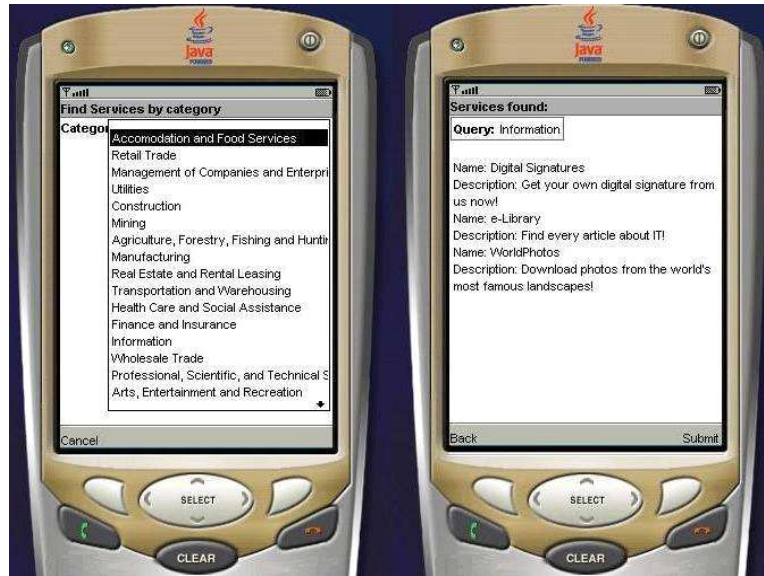 Java
POWERED
Find Services by category
Categor
Accomodation and Food Services
Retail Trade
Management of Companies and Enterpri
Utilities
Construction
Mining
Agriculture, Forestry, Fishing and Huntin
Manufacturing
Real Estate and Rental Leasing
Transportation and Warehousing
Health Care and Social Assistance
Finance and Insurance
Information
Wholesale Trade
Professional, Scientific, and Technical S
Arts, Entertainment and Recreation
Cancel
SELECT
CLEAR
Java
POWERED
Services found:
Query: Information
Name: Digital Signatures
Description: Get your own digital signature from
us now!
Name: e-Library
Description: Find every article about IT!
Name: WorldPhotos
Description: Download photos from the world's
most famous landscapes!
Back
Submit
SELECT
CLEAR